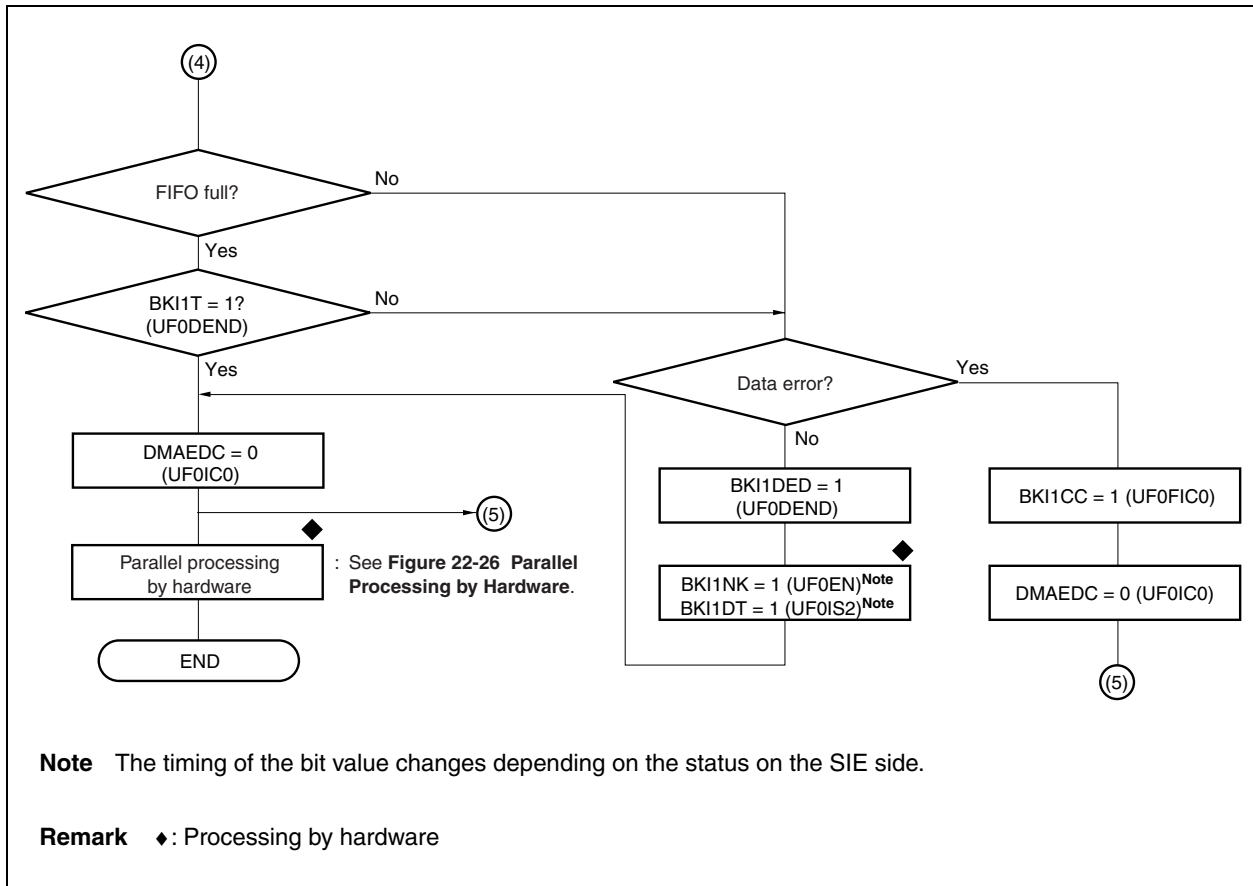 (4)
FIFO full?
No
Yes
BKI1T = 1?
(UF0DEND)
No
Yes
Data error?
Yes
No
DMAEDC = 0
(UF0IC0)
(5)
BKI1DED = 1
(UF0DEND)
BKI1CC = 1 (UF0FIC0)
Parallel processing
by hardware
: See Figure 22-26 Parallel
Processing by Hardware.
BKI1NK = 1 (UF0EN)Note
BKI1DT = 1 (UF0IS2)Note
DMAEDC = 0 (UF0IC0)
END
(5)
Note The timing of the bit value changes depending on the status on the SIE side.
Remark ♦: Processing by hardware